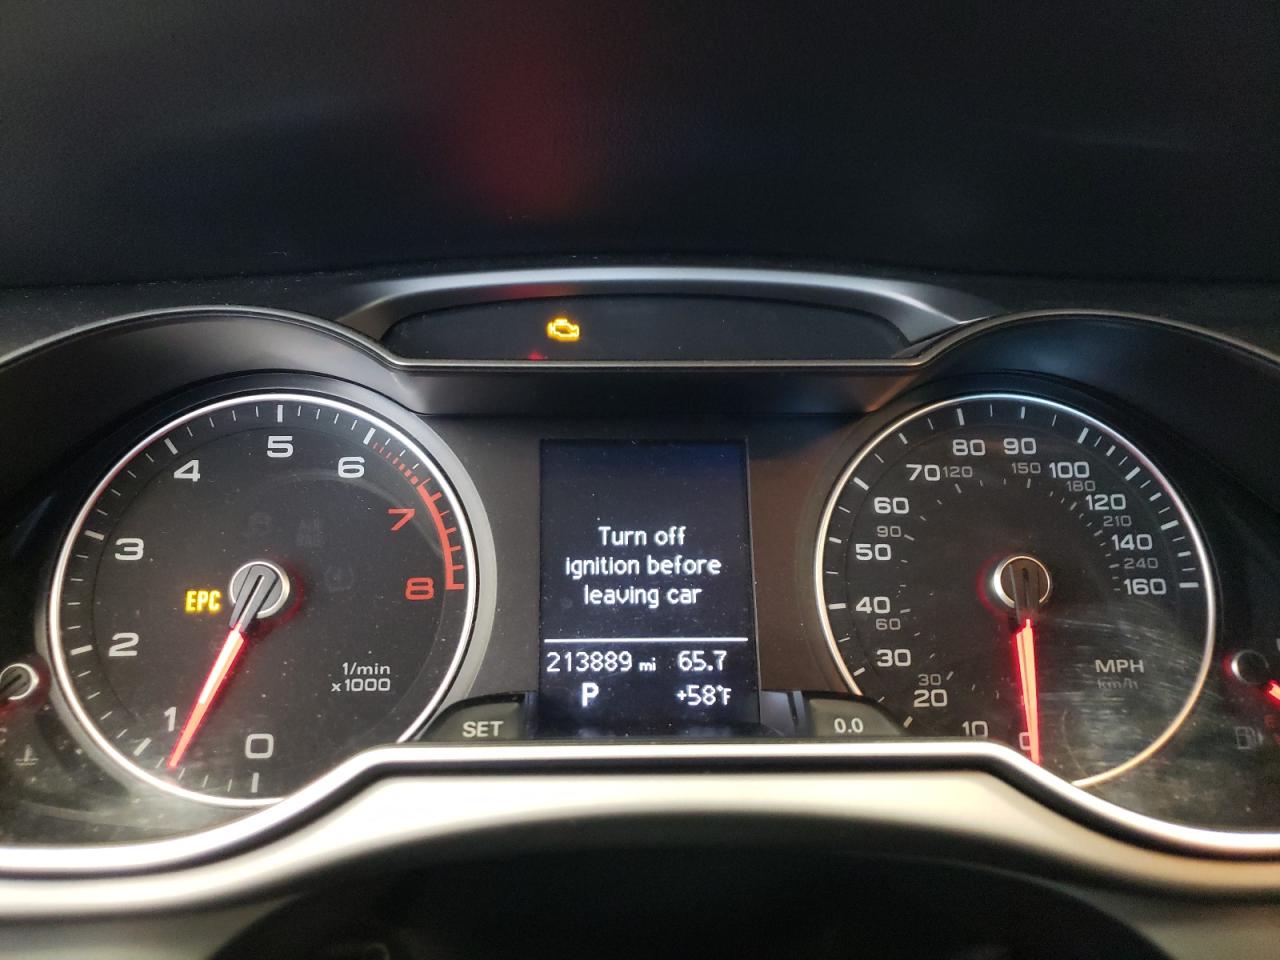 5
4
6
3
7
EPC
8
2
1/min
x1000
1
0
SET
Turn off
ignition before
leaving car
213889 mi 65.7
P +58°F
0.0
80 90
70 120 150 100
180
60 120
90 210
50 140
240
40 160
60
30
MPH
km/h
30
20
10
0